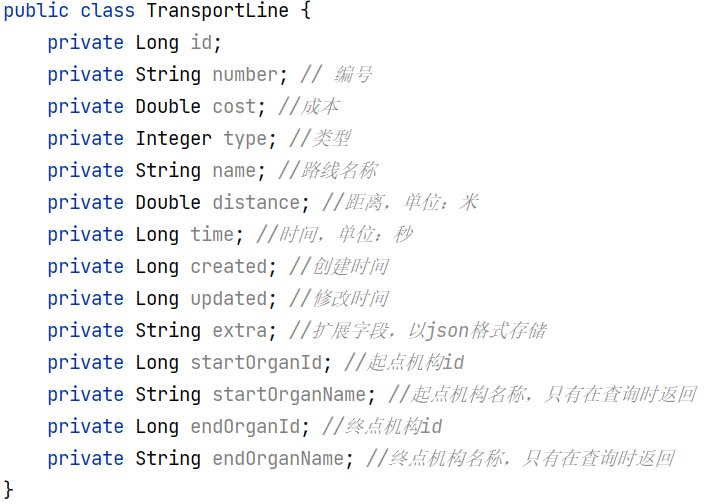 public class TransportLine {
    private Long id;
    private String number; // 编号
    private Double cost; //成本
    private Integer type; //类型
    private String name; //路线名称
    private Double distance; //距离，单位：米
    private Long time; //时间，单位：秒
    private Long created; //创建时间
    private Long updated; //修改时间
    private String extra; //扩展字段，以json格式存储
    private Long startOrganId; //起点机构id
    private String startOrganName; //起点机构名称，只有在查询时返回
    private Long endOrganId; //终点机构id
    private String endOrganName; //终点机构名称，只有在查询时返回
}